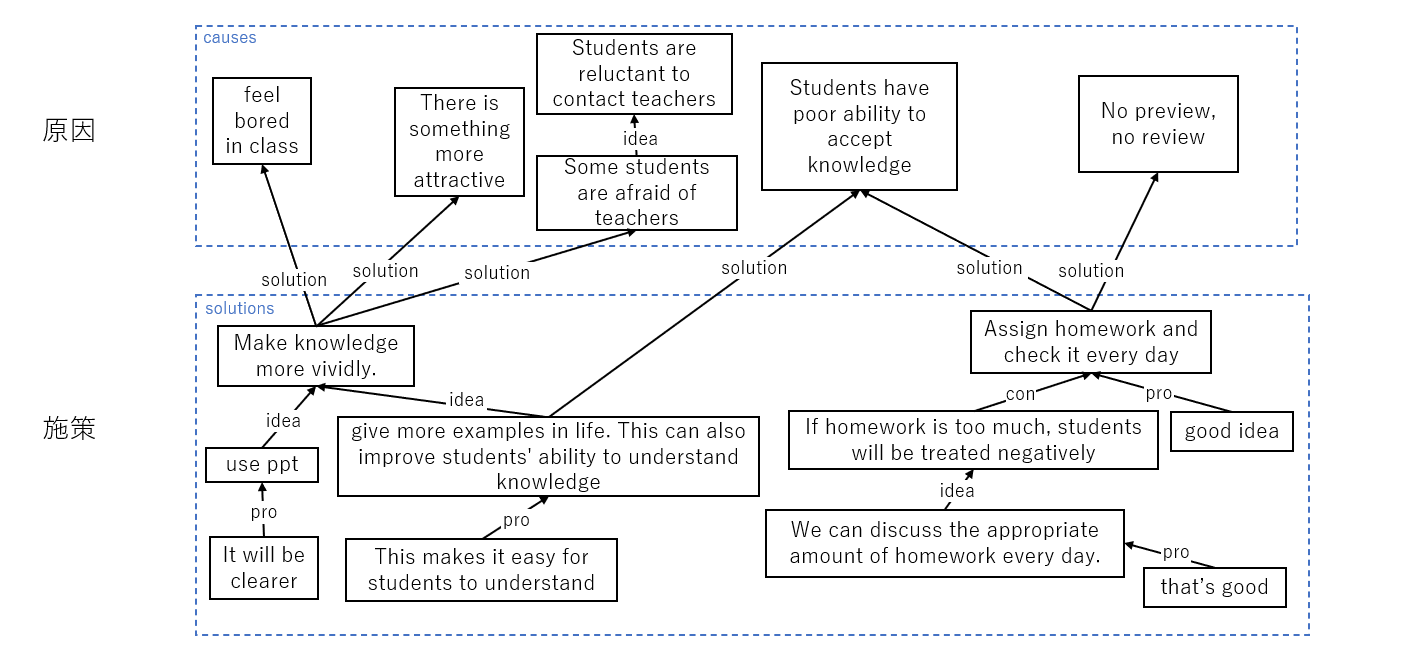 causes
原因
feel
bored
in class
There is
something
more
attractive
Students are
reluctant to
contact teachers
idea
Some students
are afraid of
teachers
Students have
poor ability to
accept
knowledge
No preview,
no review
solution
solution
solution
solution
solution
solution
solutions
施策
Make knowledge
more vividly.
Assign homework and
check it every day
idea
idea
con
pro
use ppt
give more examples in life. This can also
improve students' ability to understand
knowledge
If homework is too much, students
will be treated negatively
good idea
pro
pro
idea
It will be
clearer
This makes it easy for
students to understand
We can discuss the appropriate
amount of homework every day.
pro
that's good